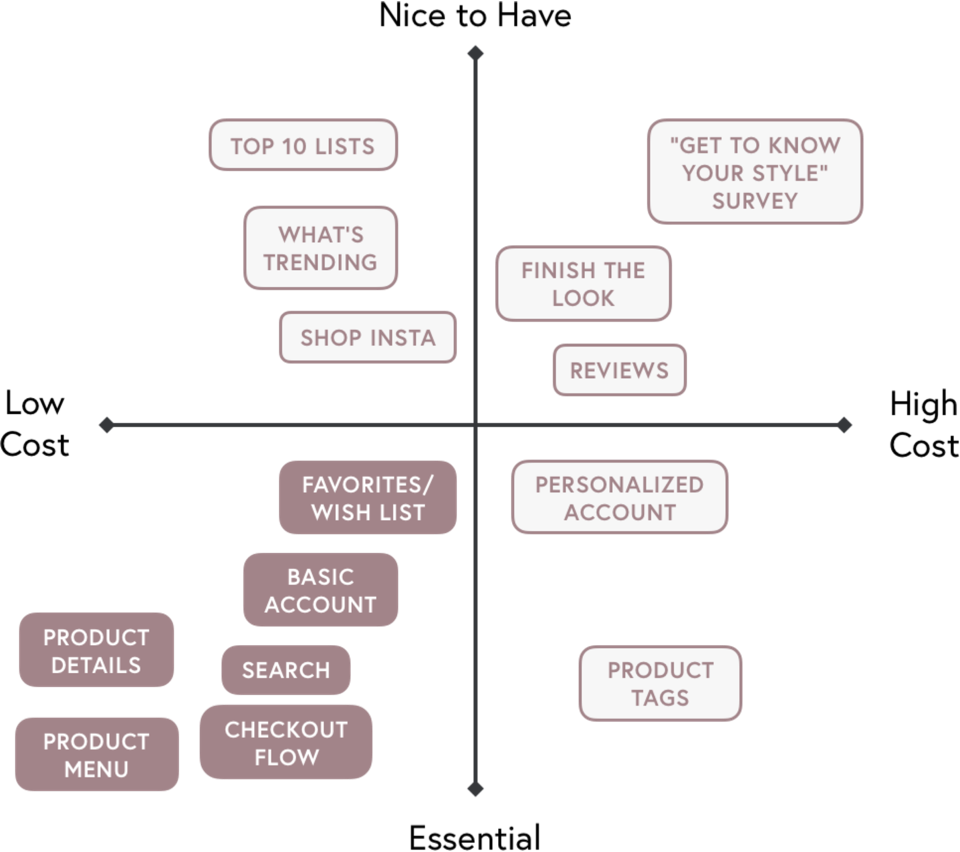 Nice to Have
TOP 10 LISTS
"GET TO KNOW
YOUR STYLE"
SURVEY
WHAT'S
TRENDING
FINISH THE
LOOK
SHOP INSTA
REVIEWS
Low
Cost
High
Cost
FAVORITES/
WISH LIST
PERSONALIZED
ACCOUNT
BASIC
ACCOUNT
PRODUCT
DETAILS
SEARCH
PRODUCT
TAGS
PRODUCT
MENU
CHECKOUT
FLOW
Essential